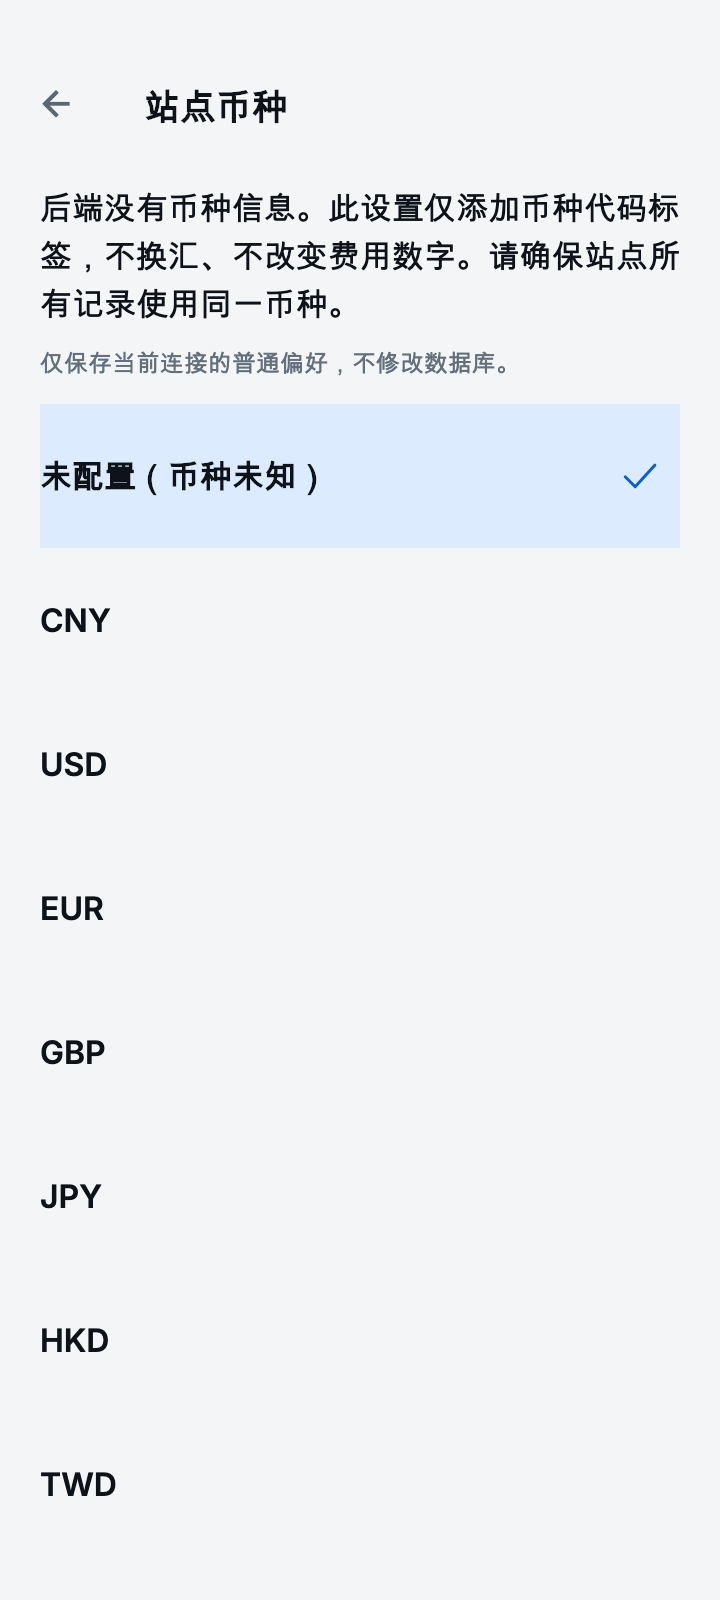 站点币种
后端没有币种信息。此设置仅添加币种代码标
签，不换汇、不改变费用数字。请确保站点所
有记录使用同一币种。
仅保存当前连接的普通偏好，不修改数据库。
未配置（币种未知）
CNY
USD
EUR
GBP
JPY
HKD
TWD